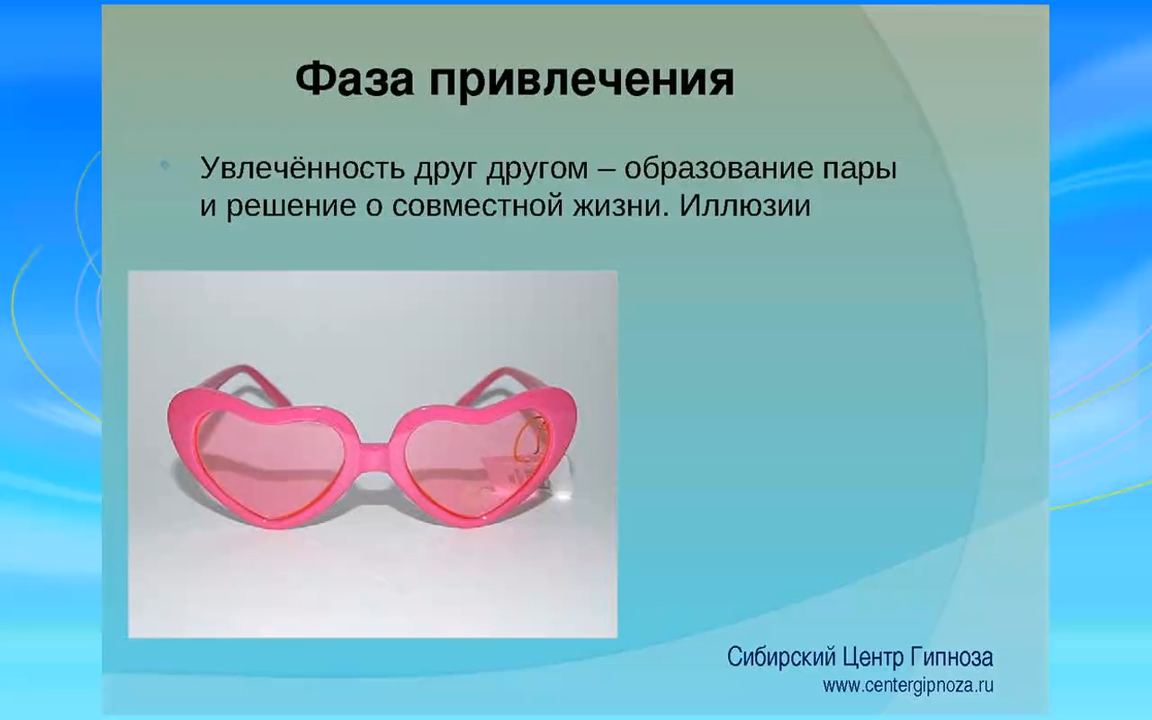 Фаза привлечения
Увлечённость друг другом – образование пары
и решение о совместной жизни. Иллюзии
Сибирский Центр Гипноза
www.centergipnoza.ru